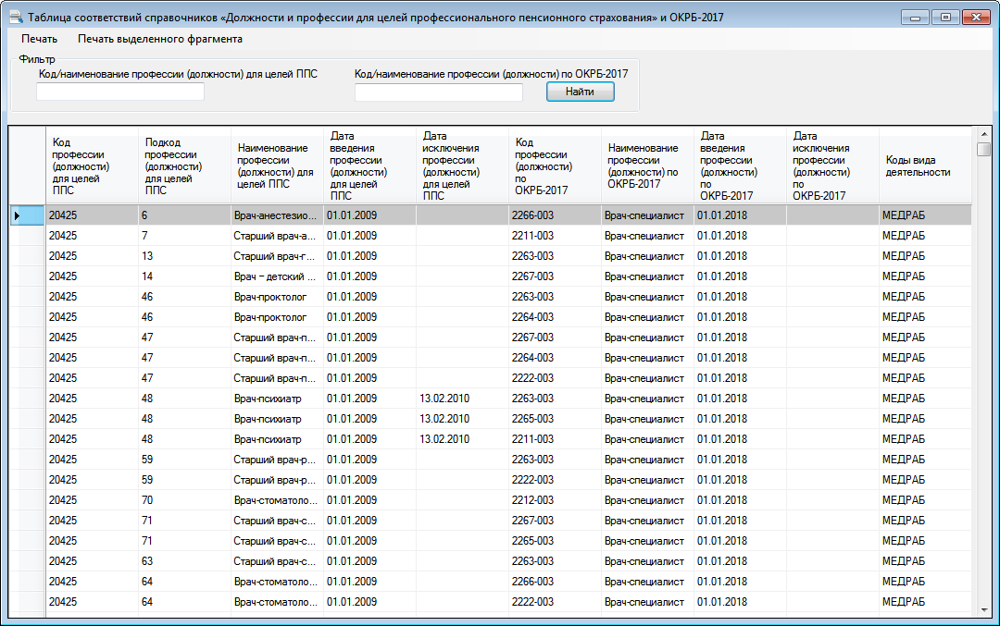 Таблица соответствий справочников «Должности и профессии для целей профессионального пенсионного страхования» и ОКРБ-2017
Печать Печать выделенного фрагмента
Фильтр
Код/наименование профессии (должности) для целей ППС Код/наименование профессии (должности) по ОКРБ-2017
Найти
Код профессии (должности) для целей ППС Подкод профессии (должности) для целей ППС Наименование профессии (должности) для целей ППС Дата введения профессии (должности) для целей ППС Дата исключения профессии (должности) для целей ППС Код профессии (должности) по ОКРБ-2017 Наименование профессии (должности) по ОКРБ-2017 Дата введения профессии (должности) по ОКРБ-2017 Дата исключения профессии (должности) по ОКРБ-2017 Коды вида деятельности
20425 6 Врач-анестезио... 01.01.2009 2266-003 Врач-специалист 01.01.2018 МЕДРАБ
20425 7 Старший врач-а... 01.01.2009 2211-003 Врач-специалист 01.01.2018 МЕДРАБ
20425 13 Старший врач-г... 01.01.2009 2263-003 Врач-специалист 01.01.2018 МЕДРАБ
20425 14 Врач – детский ... 01.01.2009 2267-003 Врач-специалист 01.01.2018 МЕДРАБ
20425 46 Врач-проктолог 01.01.2009 2263-003 Врач-специалист 01.01.2018 МЕДРАБ
20425 46 Врач-проктолог 01.01.2009 2264-003 Врач-специалист 01.01.2018 МЕДРАБ
20425 47 Старший врач-п... 01.01.2009 2267-003 Врач-специалист 01.01.2018 МЕДРАБ
20425 47 Старший врач-п... 01.01.2009 2264-003 Врач-специалист 01.01.2018 МЕДРАБ
20425 47 Старший врач-п... 01.01.2009 2222-003 Врач-специалист 01.01.2018 МЕДРАБ
20425 48 Врач-психиатр 01.01.2009 13.02.2010 2263-003 Врач-специалист 01.01.2018 МЕДРАБ
20425 48 Врач-психиатр 01.01.2009 13.02.2010 2265-003 Врач-специалист 01.01.2018 МЕДРАБ
20425 48 Врач-психиатр 01.01.2009 13.02.2010 2211-003 Врач-специалист 01.01.2018 МЕДРАБ
20425 59 Старший врач-р... 01.01.2009 2263-003 Врач-специалист 01.01.2018 МЕДРАБ
20425 59 Старший врач-р... 01.01.2009 2222-003 Врач-специалист 01.01.2018 МЕДРАБ
20425 70 Врач-стоматоло... 01.01.2009 2212-003 Врач-специалист 01.01.2018 МЕДРАБ
20425 71 Старший врач-с... 01.01.2009 2267-003 Врач-специалист 01.01.2018 МЕДРАБ
20425 71 Старший врач-с... 01.01.2009 2265-003 Врач-специалист 01.01.2018 МЕДРАБ
20425 63 Старший врач-с... 01.01.2009 2263-003 Врач-специалист 01.01.2018 МЕДРАБ
20425 64 Врач-стоматоло... 01.01.2009 2266-003 Врач-специалист 01.01.2018 МЕДРАБ
20425 64 Врач-стоматоло... 01.01.2009 2222-003 Врач-специалист 01.01.2018 МЕДРАБ